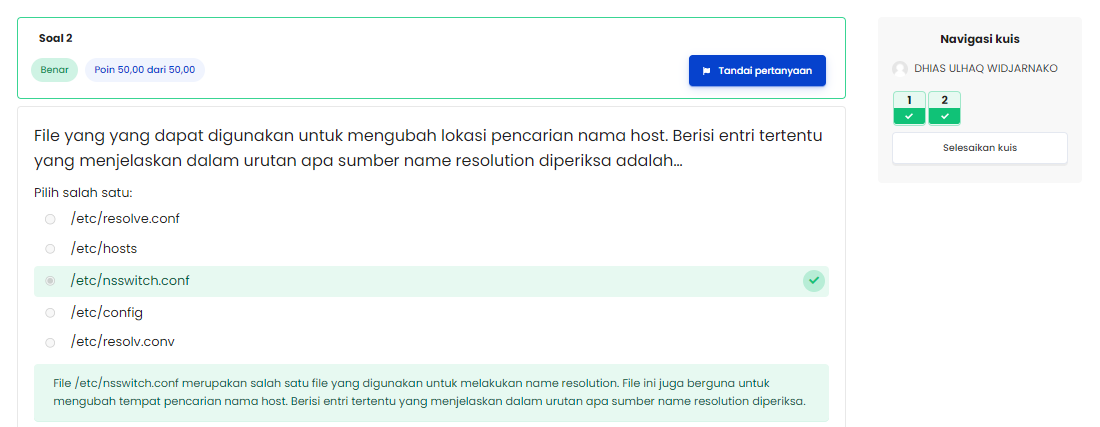 Soal 2
Benar
Poin 50,00 dari 50,00
Tandai pertanyaan
File yang yang dapat digunakan untuk mengubah lokasi pencarian nama host. Berisi entri tertentu
yang menjelaskan dalam urutan apa sumber name resolution diperiksa adalah...
Pilih salah satu:
/etc/resolve.conf
/etc/hosts
/etc/nsswitch.conf
/etc/config
/etc/resolv.conv
File /etc/nsswitch.conf merupakan salah satu file yang digunakan untuk melakukan name resolution. File ini juga berguna untuk
mengubah tempat pencarian nama host. Berisi entri tertentu yang menjelaskan dalam urutan apa sumber name resolution diperiksa.
Navigasi kuis
DHIAS ULHAQ WIDJARNAKO
1 2
Selesaikan kuis